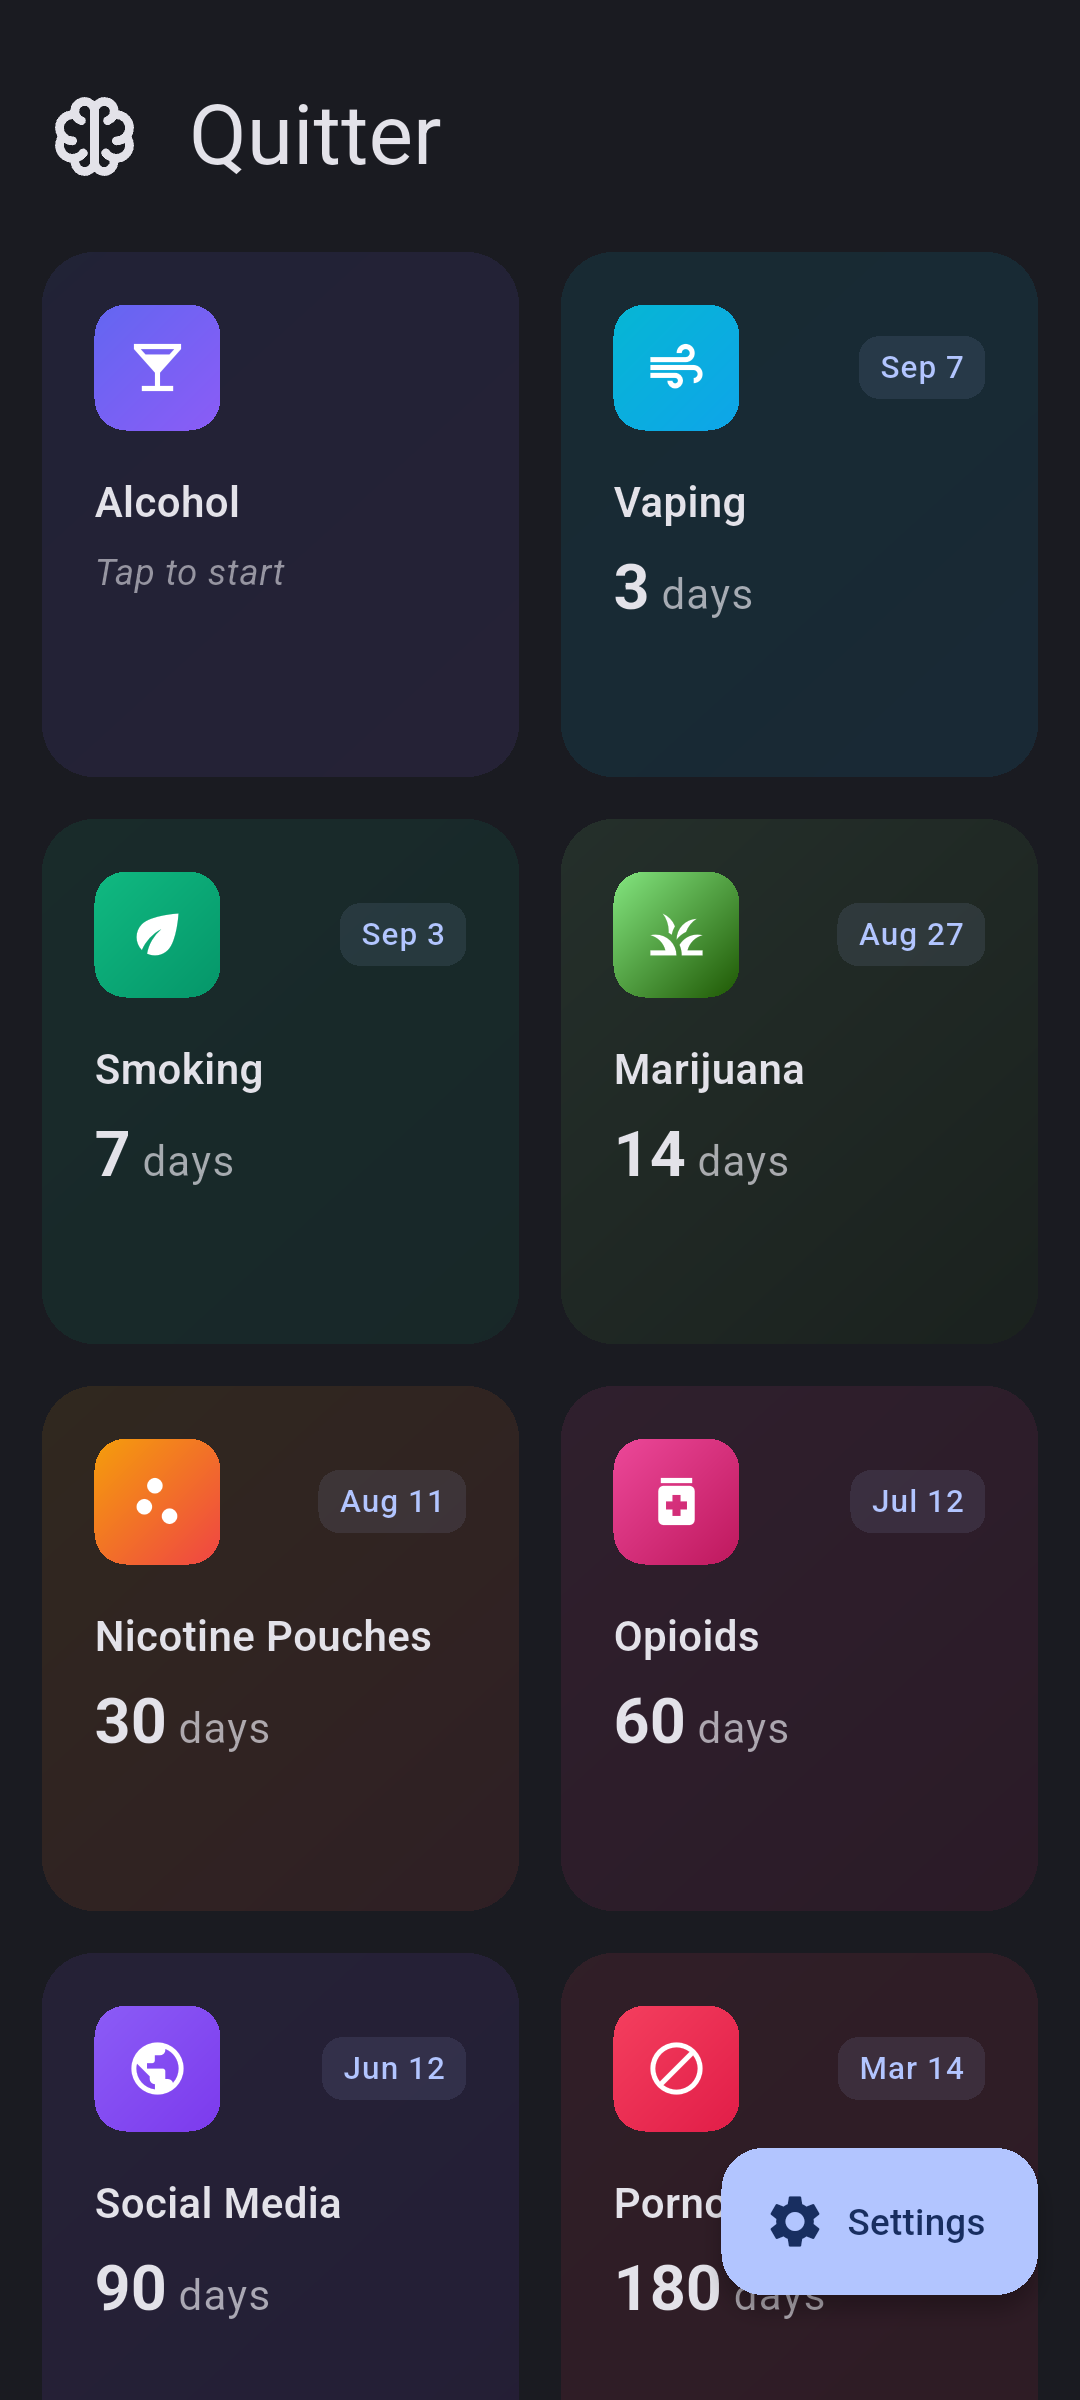 Quitter
Alcohol
Tap to start
Sep 7
Vaping
3 days
Sep 3
Smoking
7 days
Aug 27
Marijuana
14 days
Aug 11
Nicotine Pouches
30 days
Jul 12
Opioids
60 days
Jun 12
Social Media
90 days
Mar 14
180 days
Settings